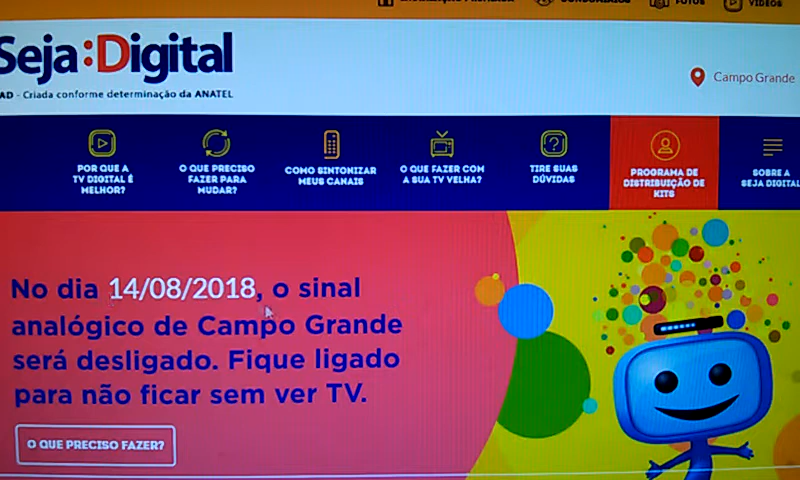 FOTOS
VÍDEOS
Seja:Digital
AD - Criada conforme determinação da ANATEL
Campo Grande
POR QUE A
TV DIGITAL É
MELHOR?
O QUE PRECISO
FAZER PARA
MUDAR?
COMO SINTONIZAR
MEUS CANAIS
O QUE FAZER COM
A SUA TV VELHA?
TIRE SUAS
DÚVIDAS
PROGRAMA DE
DISTRIBUIÇÃO DE
KITS
SOBRE A
SEJA DIGITAL
No dia 14/08/2018, o sinal
analógico de Campo Grande
será desligado. Fique ligado
para não ficar sem ver TV.
O QUE PRECISO FAZER?